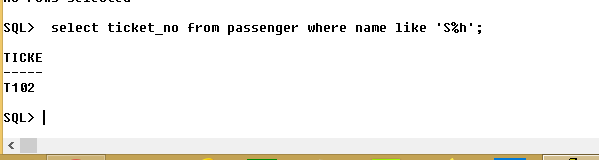 no rows selected
SQL>  select ticket_no from passenger where name like 'S%h';
TICKE
-----
T102
SQL>